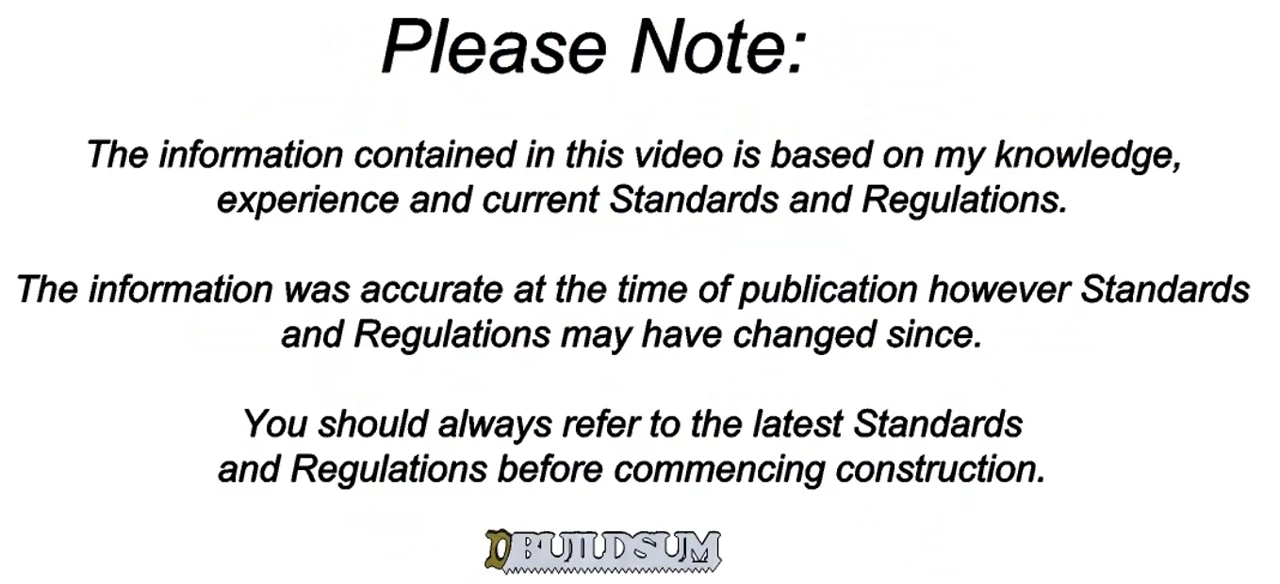 Please Note:
The information contained in this video is based on my knowledge,
experience and current Standards and Regulations.
The information was accurate at the time of publication however Standards
and Regulations may have changed since.
You should always refer to the latest Standards
and Regulations before commencing construction.
BUILDSUM